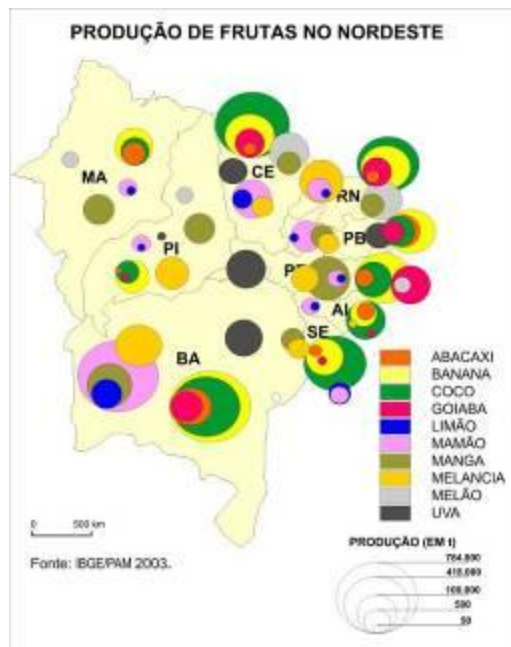 PRODUÇÃO DE FRUTAS NO NORDESTE
CE
MA
RN
PI
PB
PE
AL
SE
BA
ABACAXI
BANANA
COCO
GOIABA
LIMÃO
MAMÃO
MANGA
MELANCIA
MELÃO
UVA
0 500 km
PRODUÇÃO (EM t)
Fonte: IBGE/PAM 2003.